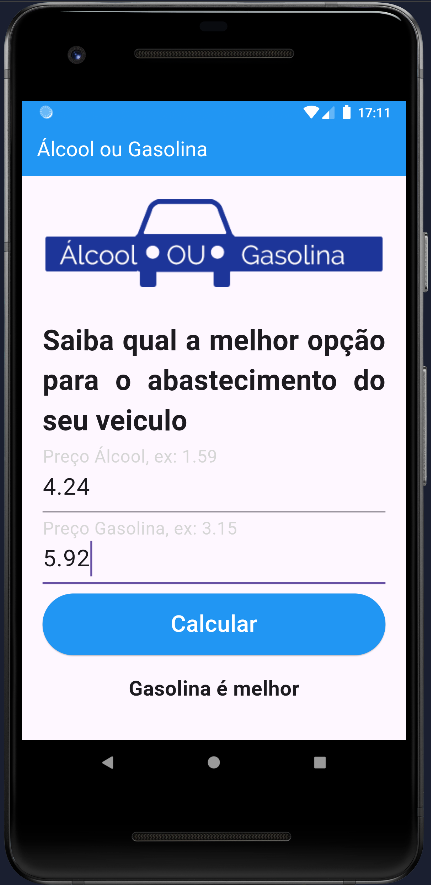 17:11
Álcool ou Gasolina
Álcool OU Gasolina
Saiba qual a melhor opção
para o abastecimento do
seu veiculo
Preço Álcool, ex: 1.59
4.24
Preço Gasolina, ex: 3.15
5.92
Calcular
Gasolina é melhor